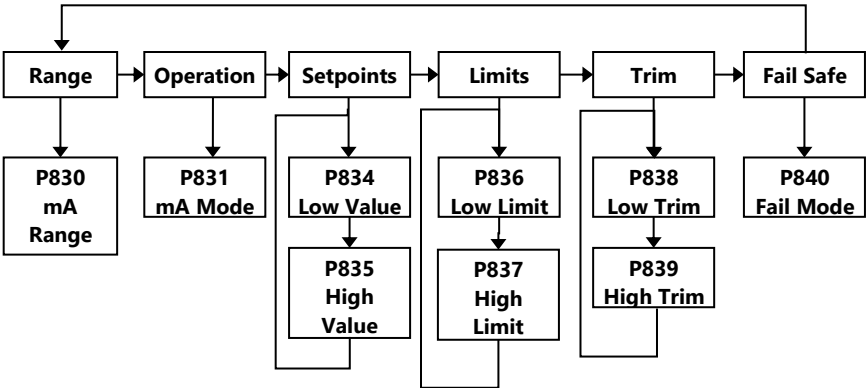 Range
Operation
Setpoints
Limits
Trim
Fail Safe
P830
mA
Range
P831
mA Mode
P834
Low Value
P836
Low Limit
P838
Low Trim
P840
Fail Mode
P835
High
Value
P837
High
Limit
P839
High Trim